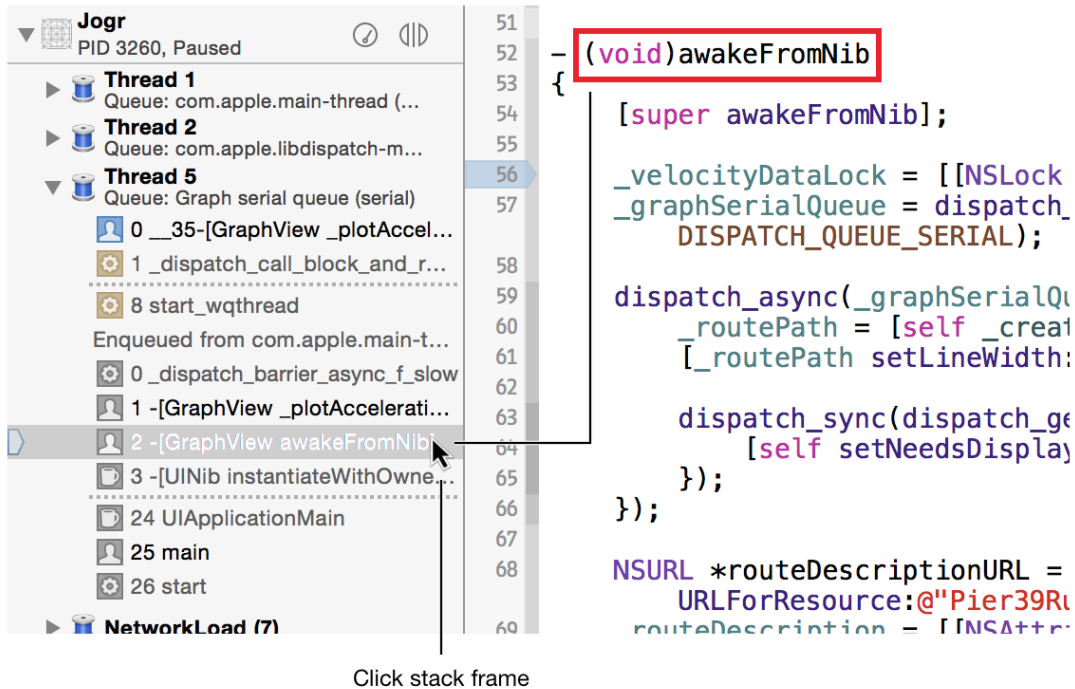 Jogr
PID 3260, Paused
Thread 1
Queue: com.apple.main-thread (...
Thread 2
Queue: com.apple.libdispatch-m...
Thread 5
Queue: Graph serial queue (serial)
0 __35-[GraphView _plotAccel...
1 _dispatch_call_block_and_r...
8 start_wqthread
Enqueued from com.apple.main-t...
0 _dispatch_barrier_async_f_slow
1 -[GraphView _plotAccelerati...
2 -[GraphView awakeFromNib]
3 -[UINib instantiateWithOwne...
24 UIApplicationMain
25 main
26 start
NetworkLoad (7)
51
52 - (void)awakeFromNib
53 {
54 [super awakeFromNib];
55
56 _velocityDataLock = [[NSLock
57 _graphSerialQueue = dispatch_
DISPATCH_QUEUE_SERIAL);
58
59 dispatch_async(_graphSerialQu
60 _routePath = [self _creat
61 [_routePath setLineWidth:
62
63 dispatch_sync(dispatch_ge
64 [self setNeedsDisplay
65 });
66 });
67
68 NSURL *routeDescriptionURL =
URLForResource:@"Pier39Ru
69 _routeDescription = [[NSAttri
Click stack frame